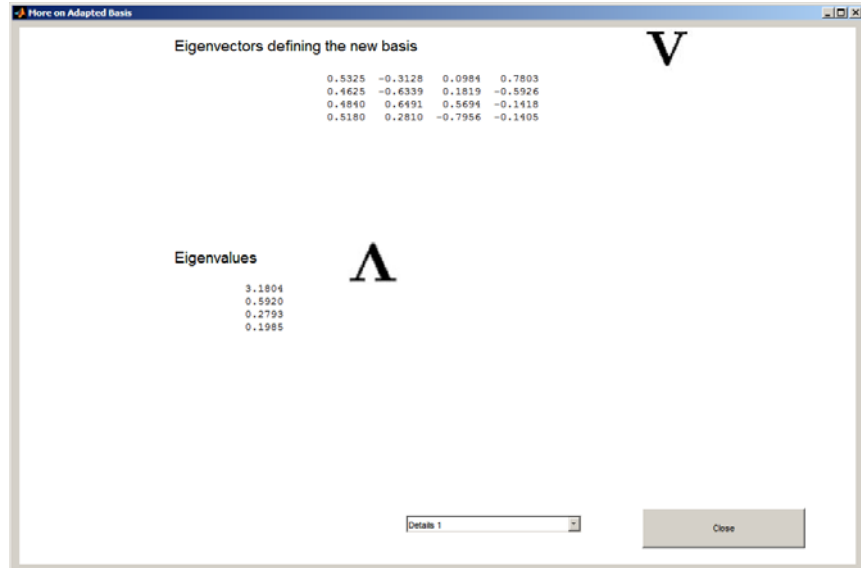 More on Adapted Basis
Eigenvectors defining the new basis
V
0.5325 -0.3128 0.0984 0.7803
0.4625 -0.6339 0.1819 -0.5926
0.4840 0.6491 0.5694 -0.1418
0.5180 0.2810 -0.7956 -0.1405
Eigenvalues
Λ
3.1804
0.5920
0.2793
0.1985
Details 1
Close